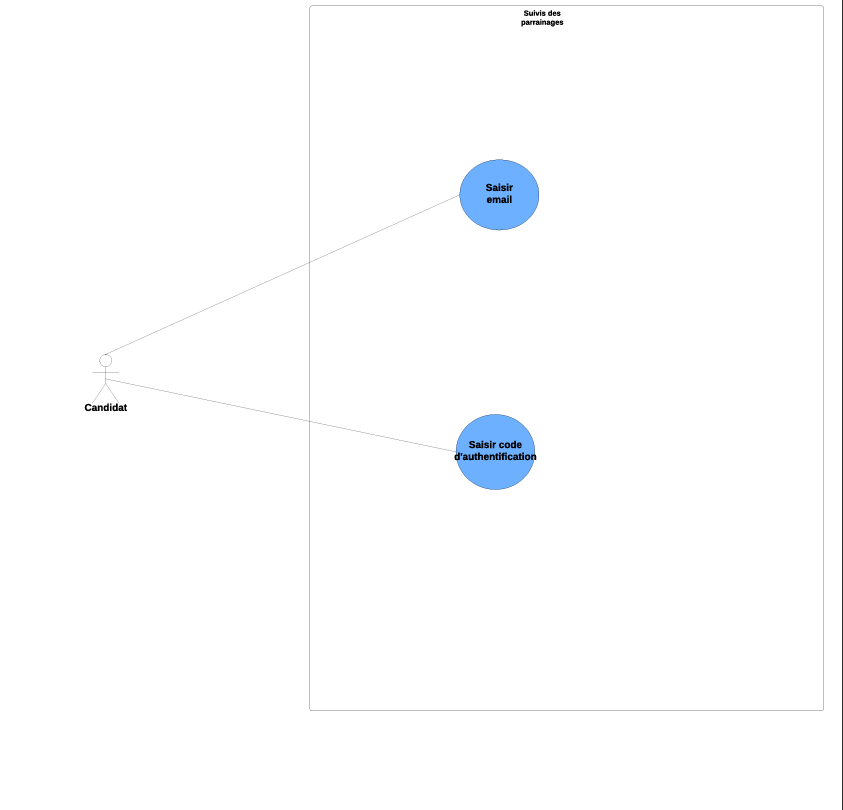 Suivis des
parrainages
Saisir
email
Candidat
Saisir code
d'authentification